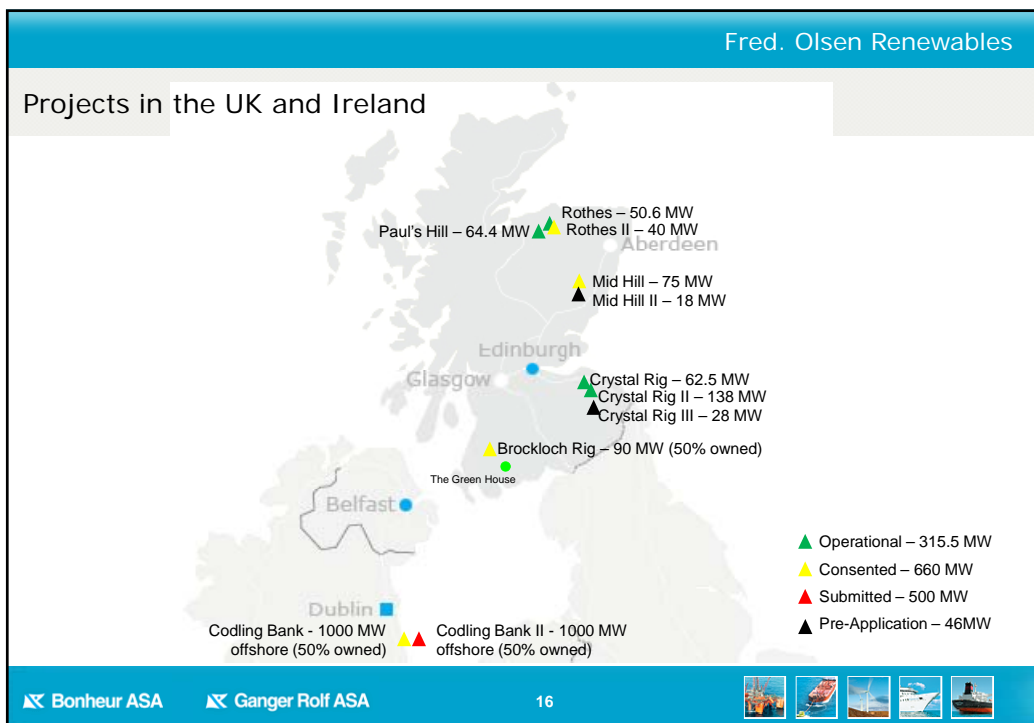 Fred. Olsen Renewables
Projects in the UK and Ireland
Rothes – 50.6 MW
Paul's Hill – 64.4 MW
Rothes II – 40 MW
Aberdeen
Mid Hill – 75 MW
Mid Hill II – 18 MW
Edinburgh
Glasgow
Crystal Rig – 62.5 MW
Crystal Rig II – 138 MW
Crystal Rig III – 28 MW
Brockloch Rig – 90 MW (50% owned)
The Green House
Belfast
Operational – 315.5 MW
Consented – 660 MW
Submitted – 500 MW
Pre-Application – 46MW
Dublin
Codling Bank - 1000 MW
offshore (50% owned)
Codling Bank II - 1000 MW
offshore (50% owned)
Bonheur ASA
Ganger Rolf ASA
16